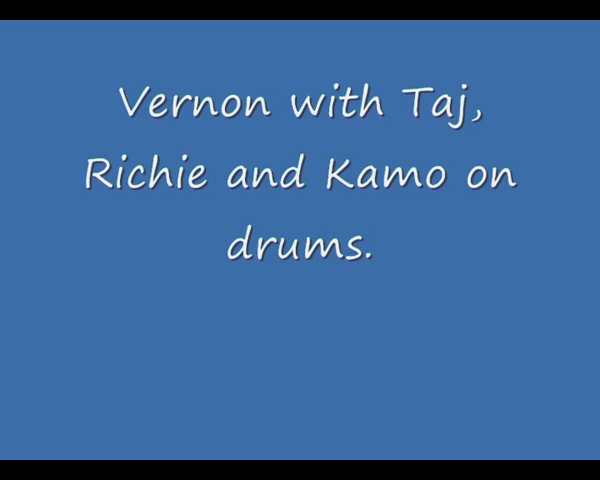 Vernon with Taj,
Richie and Kamo on
drums.